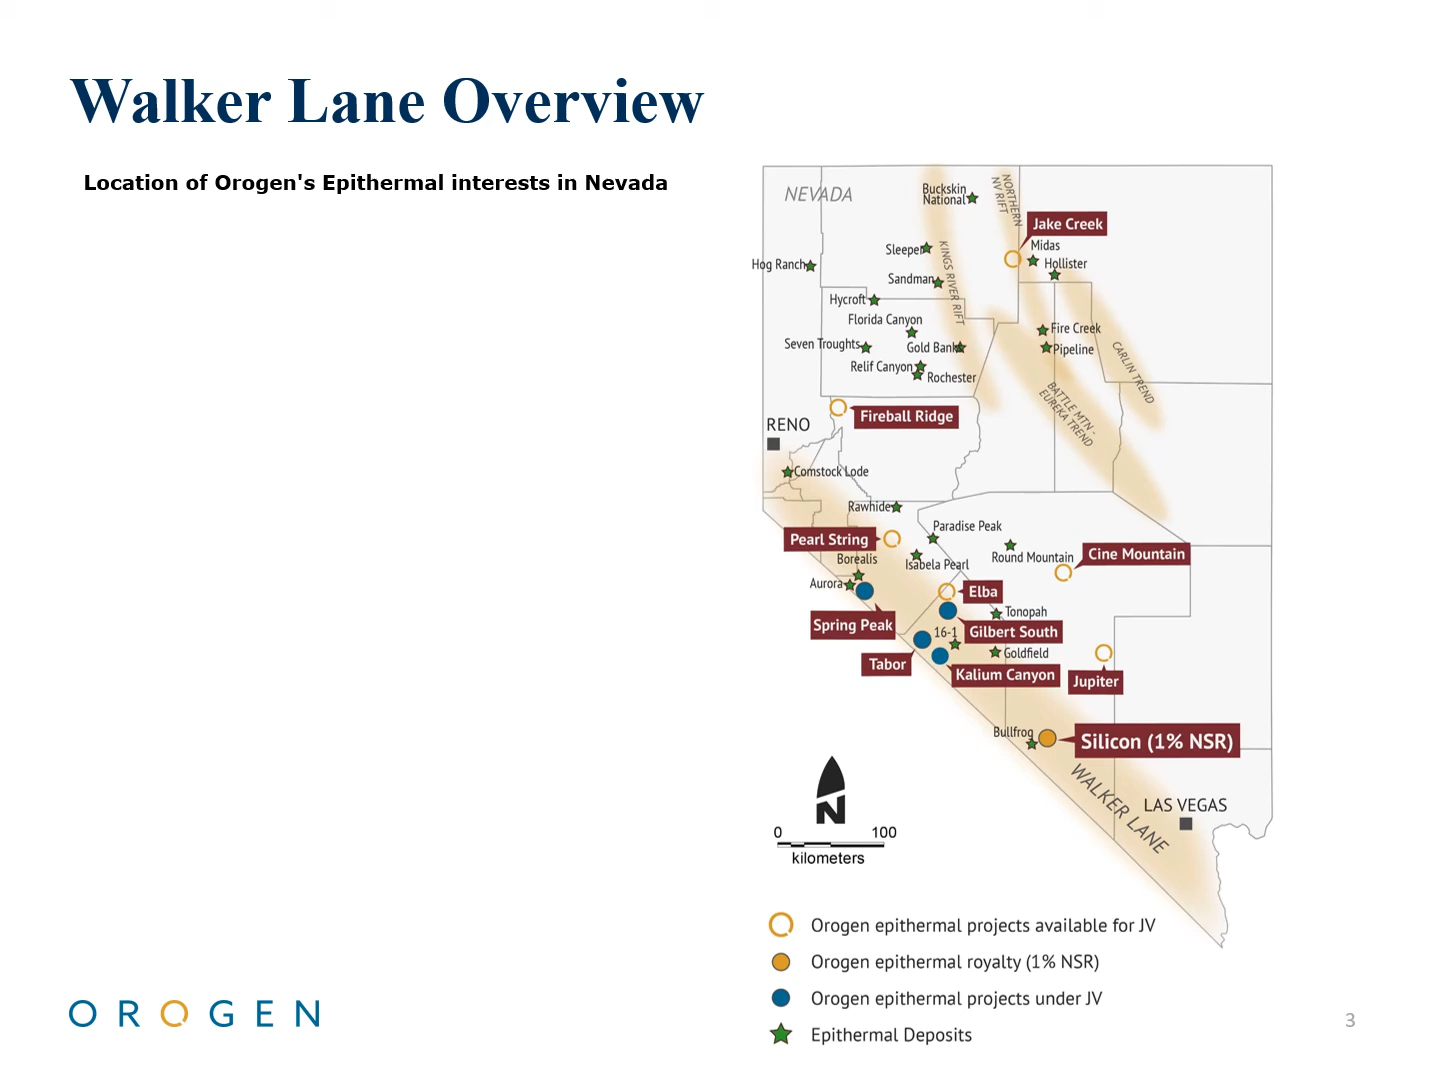 Walker Lane Overview
Location of Orogen's Epithermal interests in Nevada
NEVADA
Buckskin
National
NORTHERN
NV RIFT
Jake Creek
Midas
Hollister
Sleeper
Hog Ranch
KINGS RIVER RIFT
Sandman
Hycroft
Florida Canyon
Fire Creek
Seven Troughts
Gold Banks
Pipeline
CARLIN TREND
Relif Canyon
Rochester
BATTLE MTN -
EUREKA TREND
Fireball Ridge
RENO
Comstock Lode
Rawhide
Paradise Peak
Pearl String
Round Mountain
Cine Mountain
Borealis
Isabela Pearl
Aurora
Elba
Tonopah
Spring Peak
16-1
Gilbert South
Goldfield
Tabor
Kalium Canyon
Jupiter
Bullfrog
Silicon (1% NSR)
WALKER LANE
LAS VEGAS
N
0 100
kilometers
Orogen epithermal projects available for JV
Orogen epithermal royalty (1% NSR)
Orogen epithermal projects under JV
Epithermal Deposits
OROGEN
3